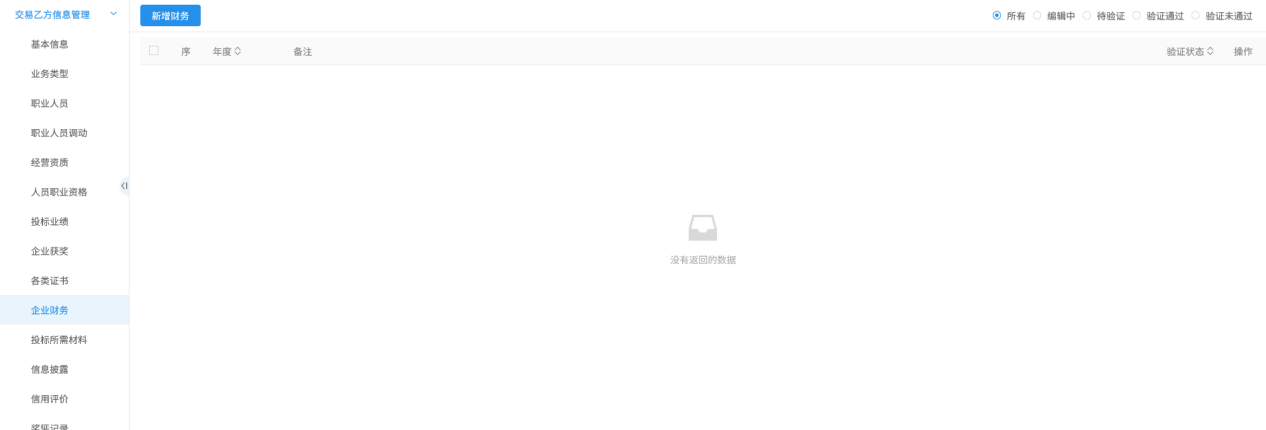 交易乙方信息管理
基本信息
业务类型
职业人员
职业人员调动
经营资质
人员职业资格
投标业绩
企业获奖
各类证书
企业财务
投标所需材料
信息披露
信用评价
奖惩记录
新增财务
所有 编辑中 待验证 验证通过 验证未通过
序 年度 备注 验证状态 操作
没有返回的数据